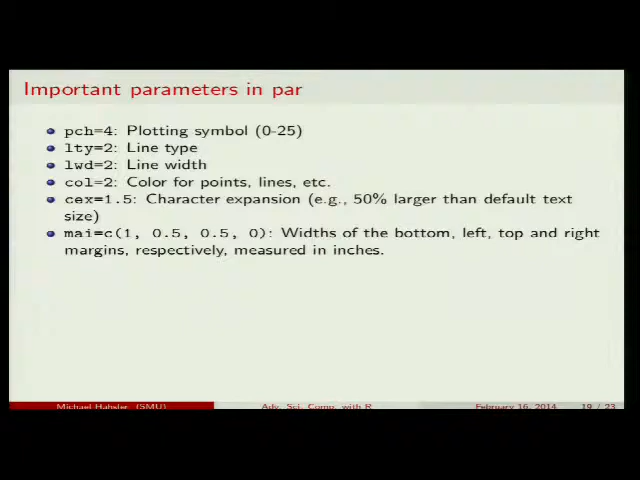 Important parameters in par
pch=4: Plotting symbol (0-25)
lty=2: Line type
lwd=2: Line width
col=2: Color for points, lines, etc.
cex=1.5: Character expansion (e.g., 50% larger than default text
size)
mai=c(1, 0.5, 0.5, 0): Widths of the bottom, left, top and right
margins, respectively, measured in inches.
Michael Hahsler (SMU) Adv. Sci. Comp. with R February 16, 2014 19 / 23